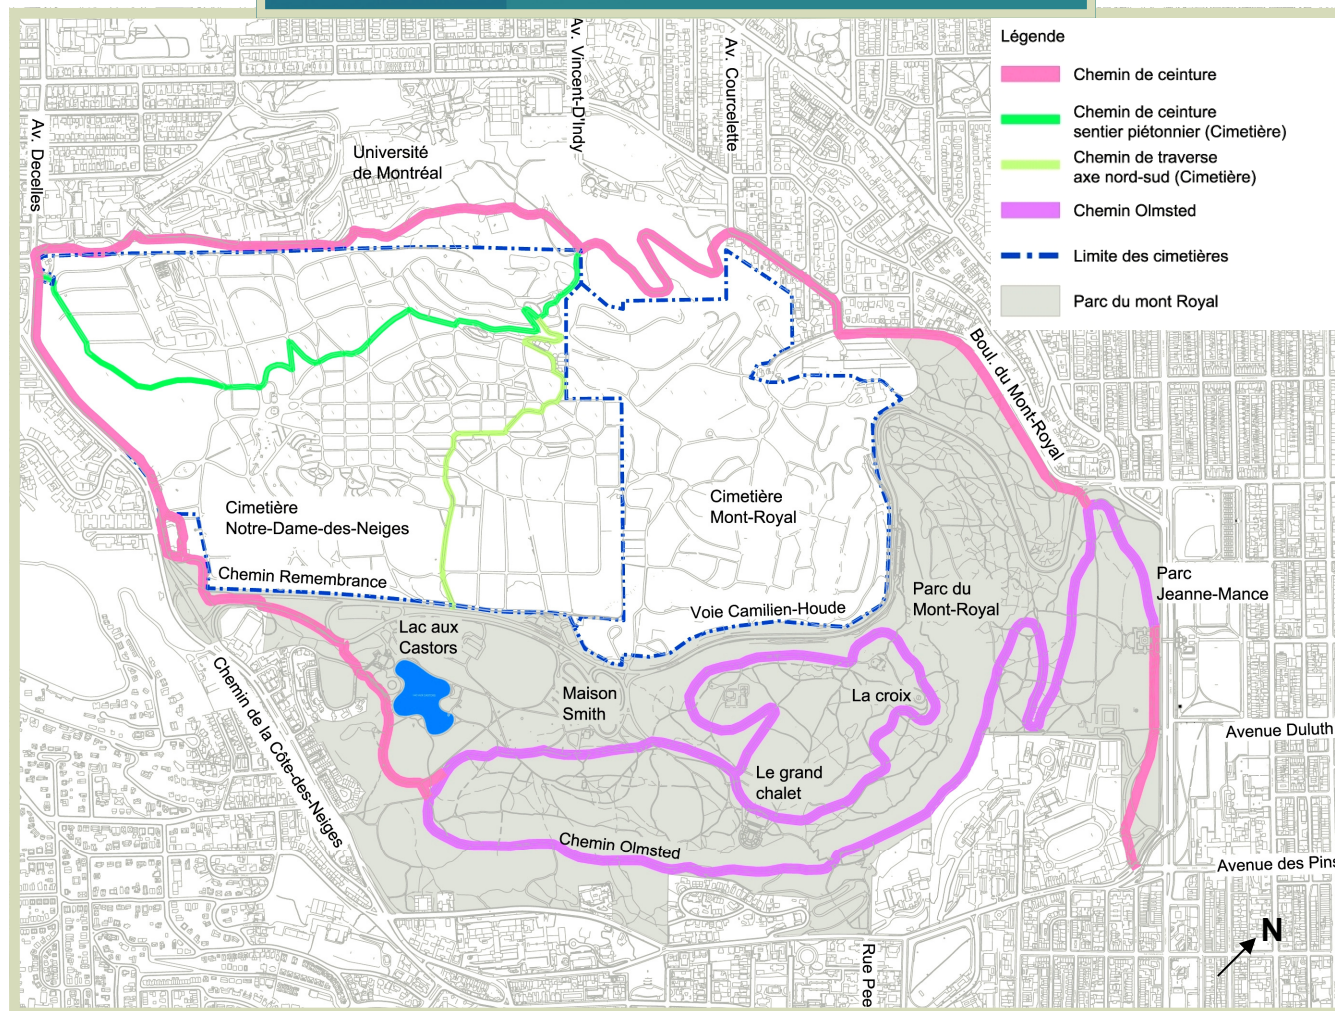 Légende
Chemin de ceinture
Chemin de ceinture
sentier piétonnier (Cimetière)
Chemin de traverse
axe nord-sud (Cimetière)
Chemin Olmsted
Limite des cimetières
Parc du mont Royal
Av. Decelles
Av. Vincent-D'Indy
Av. Courcelette
Université
de Montréal
Boul. du Mont-Royal
Cimetière
Notre-Dame-des-Neiges
Cimetière
Mont-Royal
Chemin Remembrance
Voie Camilien-Houde
Parc du
Mont-Royal
Parc
Jeanne-Mance
Lac aux
Castors
Maison
Smith
La croix
Chemin de la Côte-des-Neiges
Avenue Duluth
Le grand
chalet
Chemin Olmsted
Avenue des Pins
Rue Pee
N